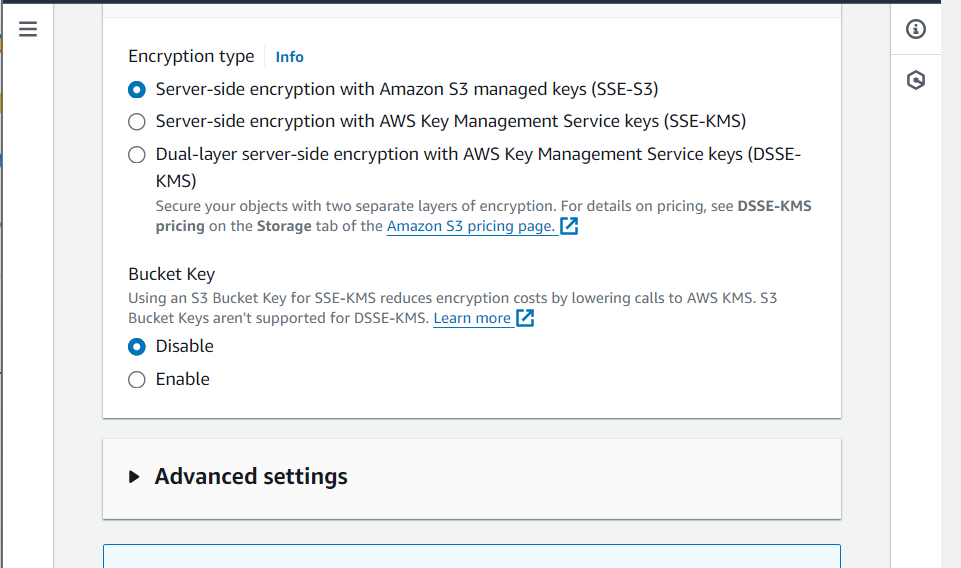 Encryption type Info
Server-side encryption with Amazon S3 managed keys (SSE-S3)
Server-side encryption with AWS Key Management Service keys (SSE-KMS)
Dual-layer server-side encryption with AWS Key Management Service keys (DSSE-
KMS)
Secure your objects with two separate layers of encryption. For details on pricing, see DSSE-KMS
pricing on the Storage tab of the Amazon S3 pricing page.
Bucket Key
Using an S3 Bucket Key for SSE-KMS reduces encryption costs by lowering calls to AWS KMS. S3
Bucket Keys aren't supported for DSSE-KMS. Learn more
Disable
Enable
Advanced settings